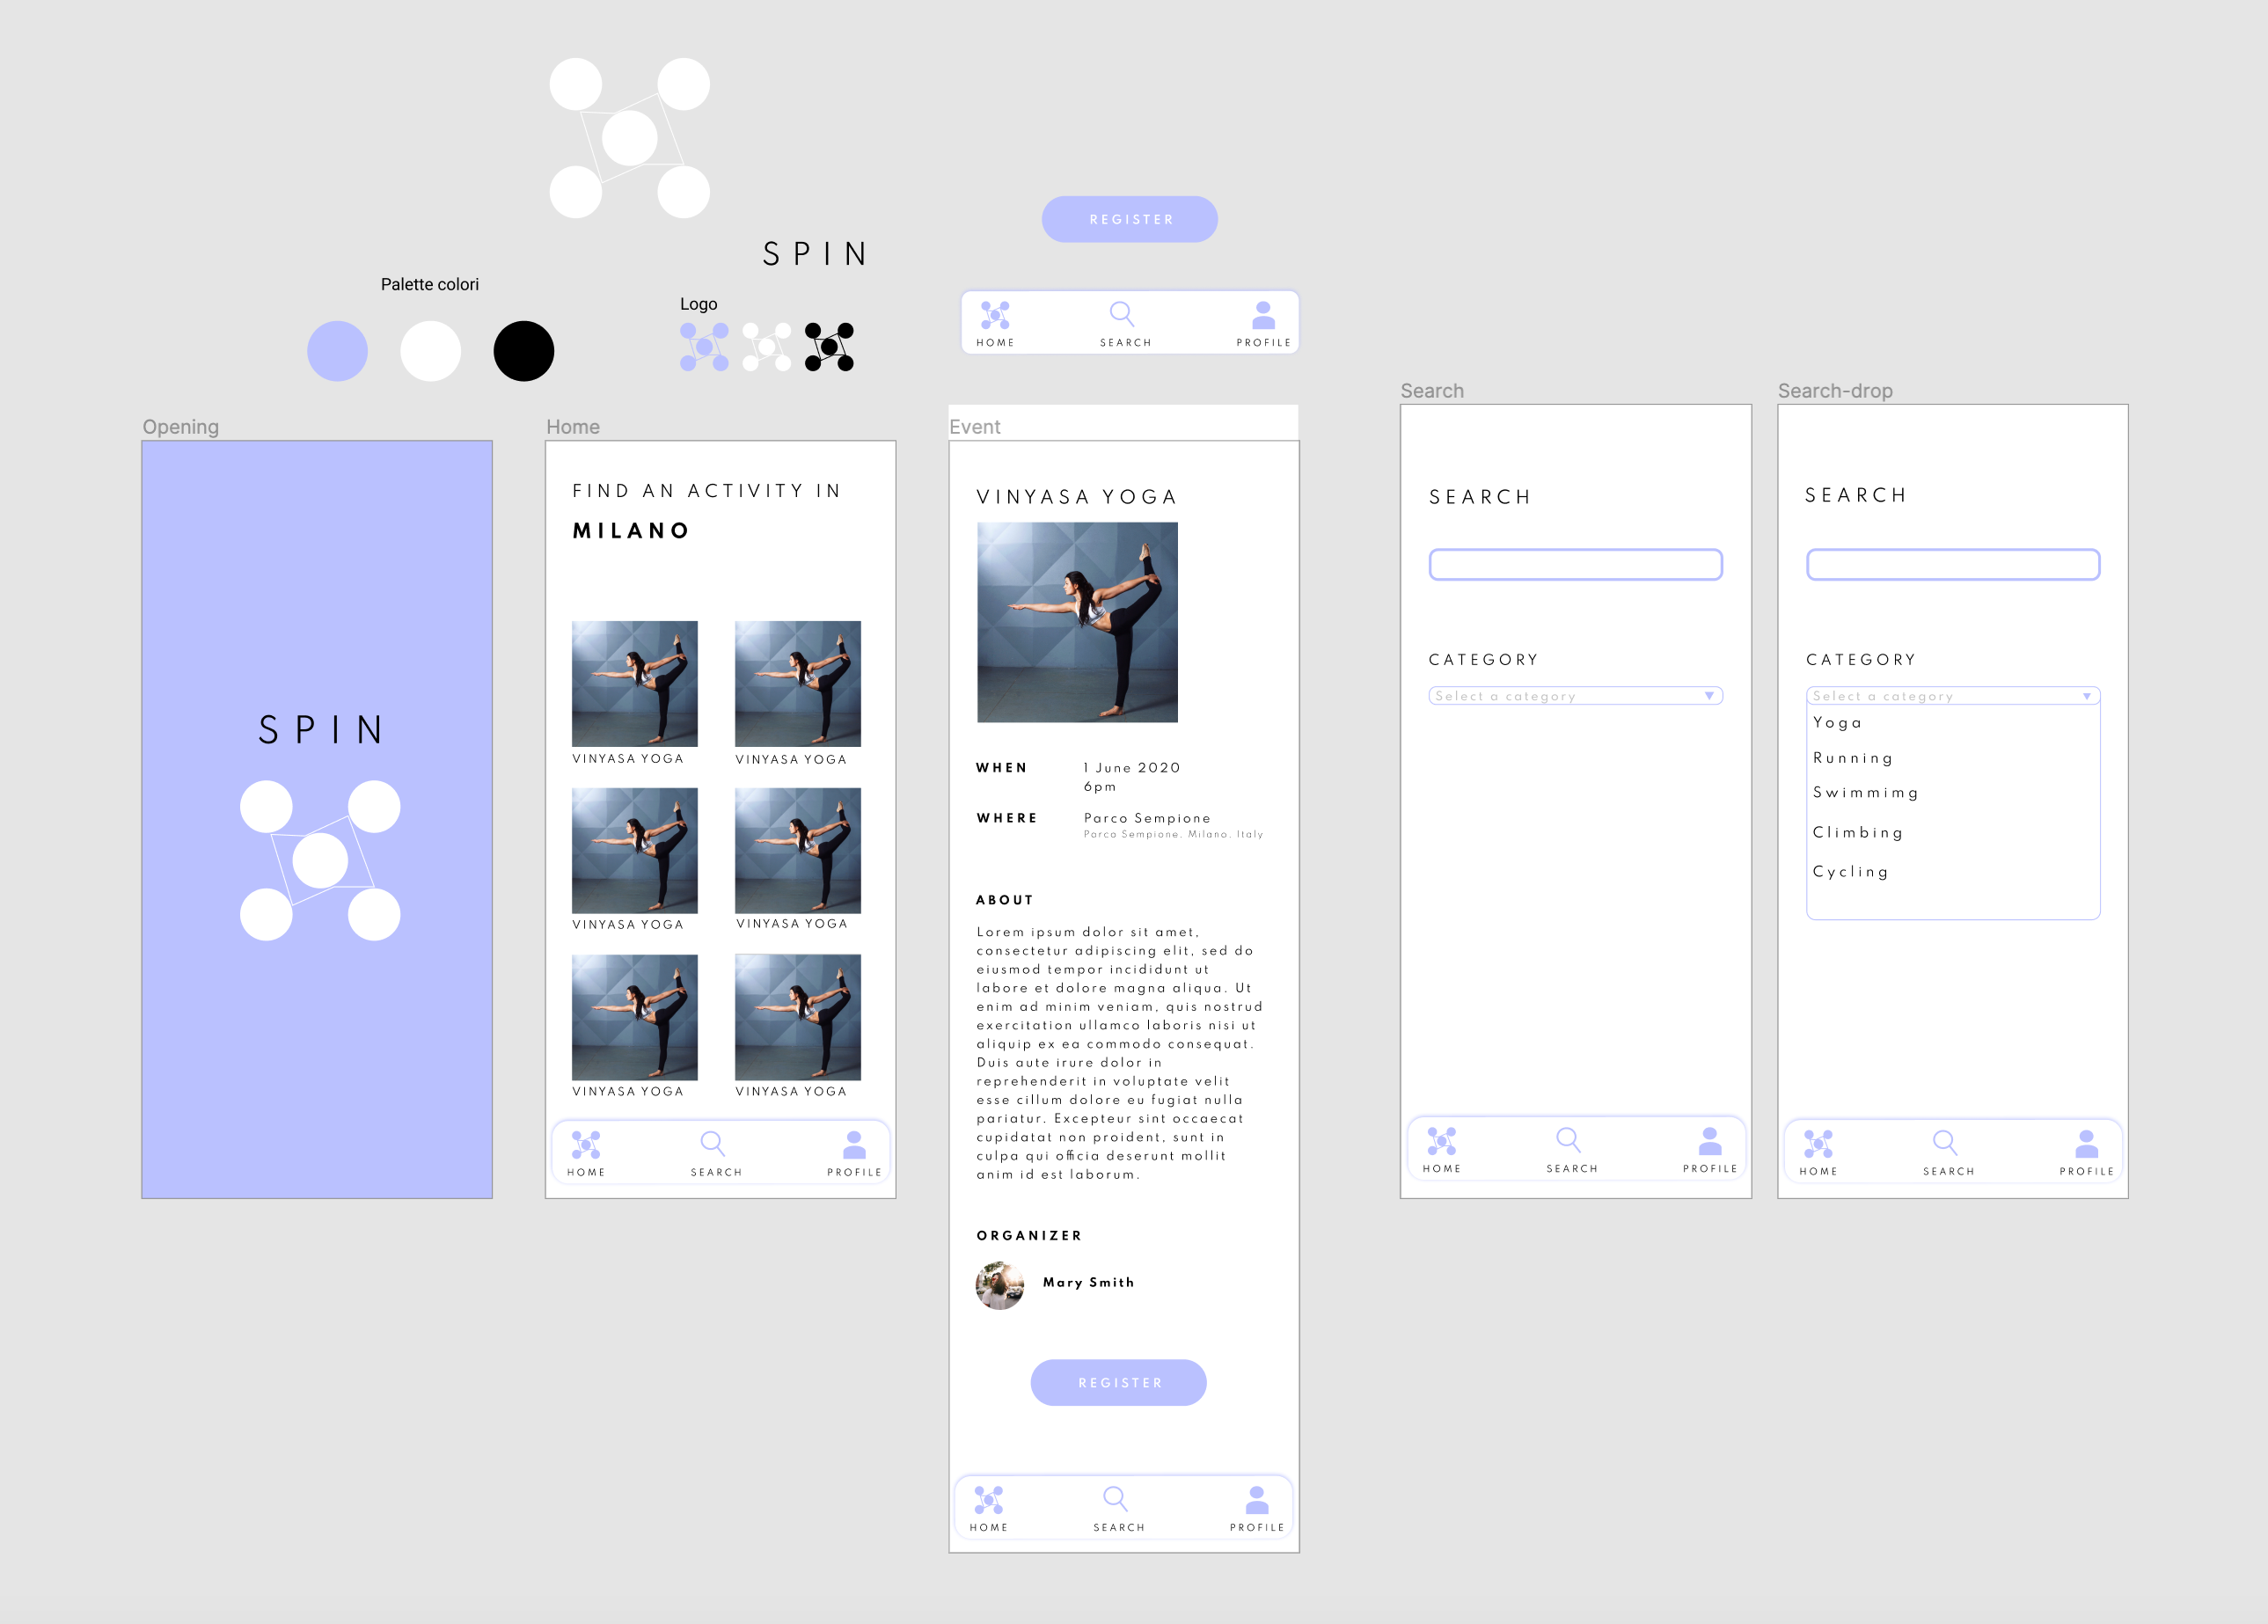 SPIN
REGISTER
Palette colori
Logo
HOME
SEARCH
PROFILE
Opening
SPIN
Home
FIND AN ACTIVITY IN
MILANO
VINYASA YOGA
VINYASA YOGA
VINYASA YOGA
VINYASA YOGA
VINYASA YOGA
VINYASA YOGA
HOME
SEARCH
PROFILE
Event
VINYASA YOGA
WHEN
1 June 2020
6pm
WHERE
Parco Sempione
Parco Sempione. Milano. Italy
ABOUT
Lorem ipsum dolor sit amet,
consectetur adipiscing elit, sed do
eiusmod tempor incididunt ut
labore et dolore magna aliqua. Ut
enim ad minim veniam, quis nostrud
exercitation ullamco laboris nisi ut
aliquip ex ea commodo consequat.
Duis aute irure dolor in
reprehenderit in voluptate velit
esse cillum dolore eu fugiat nulla
pariatur. Excepteur sint occaecat
cupidatat non proident, sunt in
culpa qui officia deserunt mollit
anim id est laborum.
ORGANIZER
Mary Smith
REGISTER
HOME
SEARCH
PROFILE
Search
SEARCH
CATEGORY
Select a category
HOME
SEARCH
PROFILE
Search-drop
SEARCH
CATEGORY
Select a category
Yoga
Running
Swimmimg
Climbing
Cycling
HOME
SEARCH
PROFILE